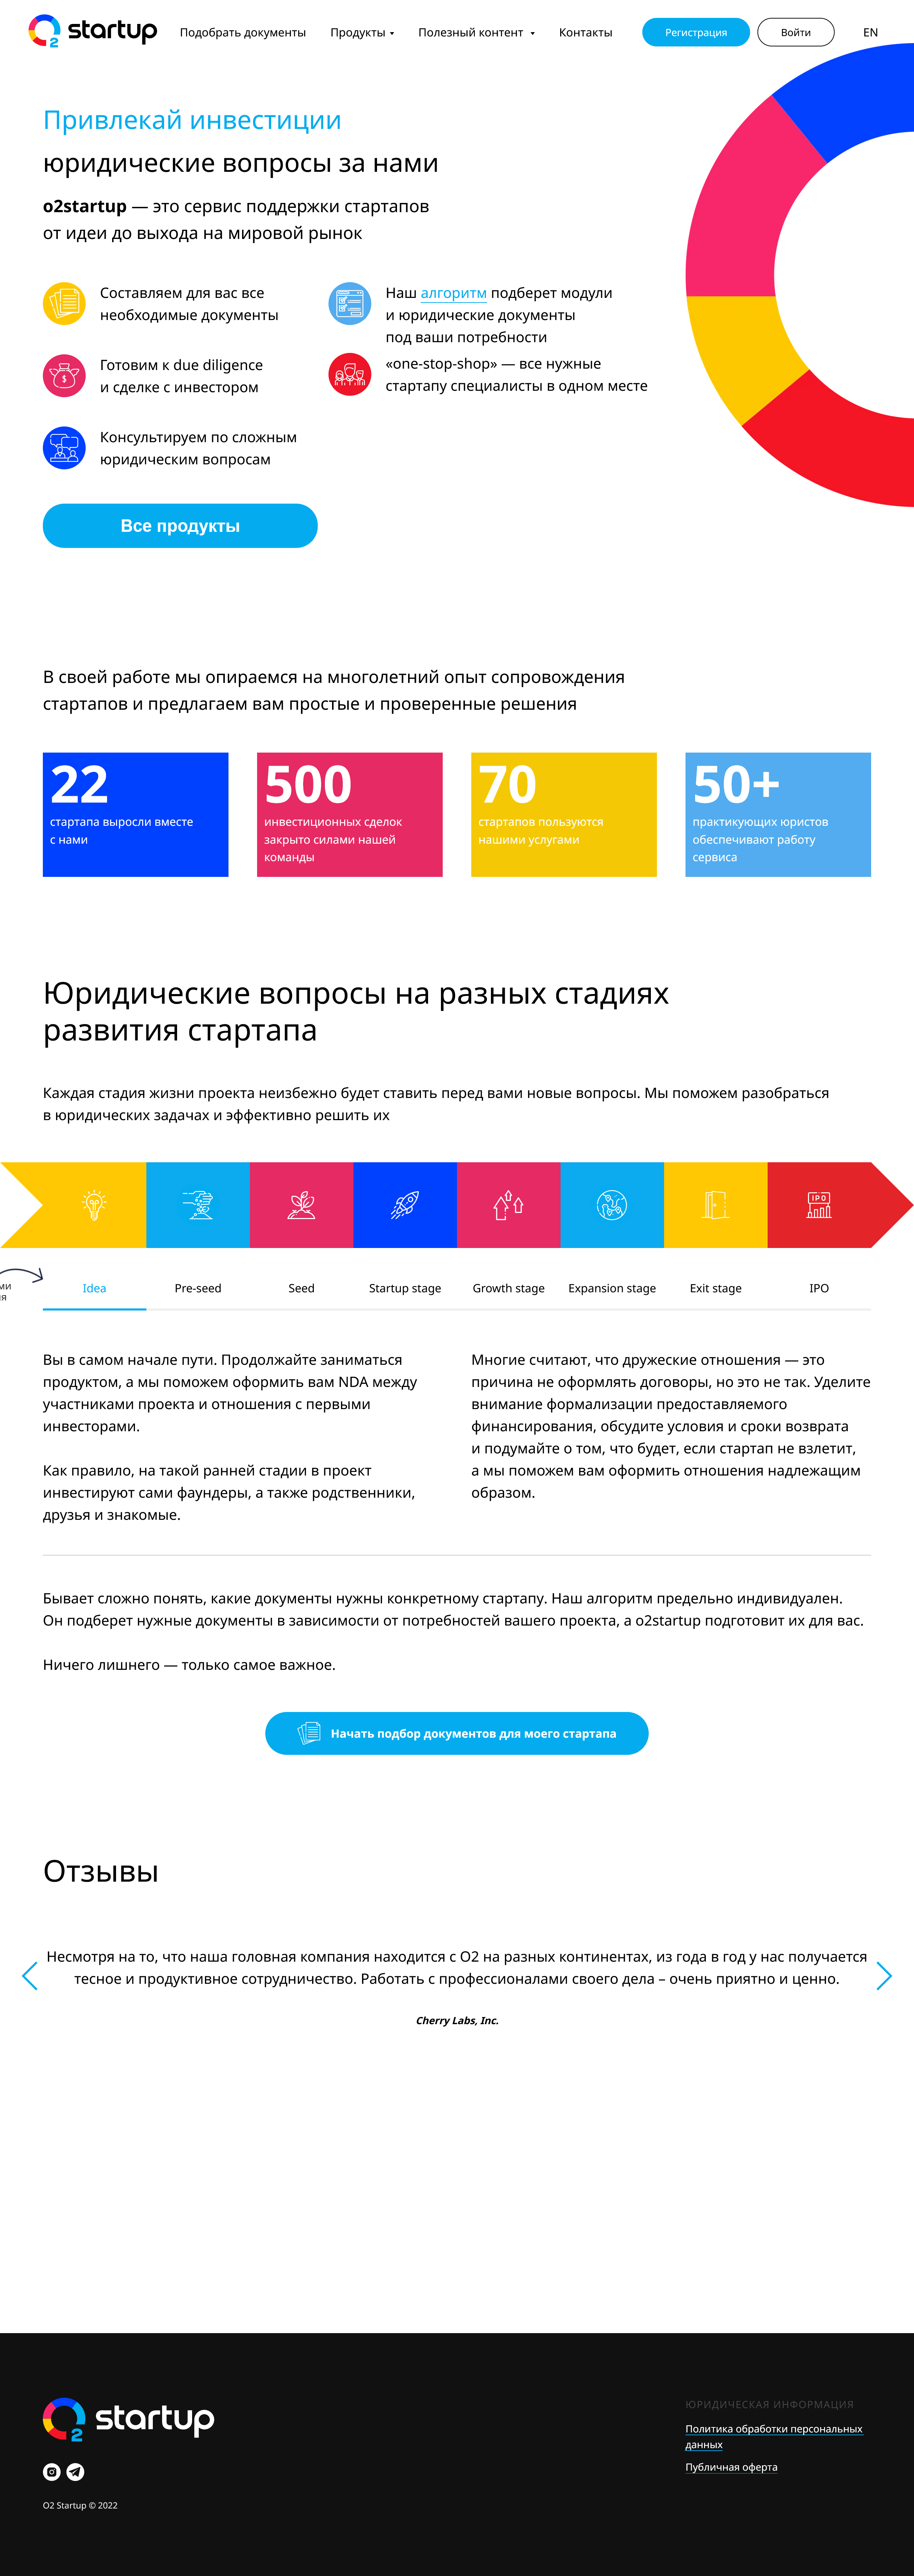 O2 startup
Подобрать документы
Продукты
Полезный контент
Контакты
Регистрация
Войти
EN
Привлекай инвестиции
юридические вопросы за нами
o2startup — это сервис поддержки стартапов
от идеи до выхода на мировой рынок
Составляем для вас все
необходимые документы
Готовим к due diligence
и сделке с инвестором
Консультируем по сложным
юридическим вопросам
Наш алгоритм подберет модули
и юридические документы
под ваши потребности
«one-stop-shop» — все нужные
стартапу специалисты в одном месте
Все продукты
В своей работе мы опираемся на многолетний опыт сопровождения
стартапов и предлагаем вам простые и проверенные решения
22
стартапа выросли вместе
с нами
500
инвестиционных сделок
закрыто силами нашей
команды
70
стартапов пользуются
нашими услугами
50+
практикующих юристов
обеспечивают работу
сервиса
Юридические вопросы на разных стадиях
развития стартапа
Каждая стадия жизни проекта неизбежно будет ставить перед вами новые вопросы. Мы поможем разобраться
в юридических задачах и эффективно решить их
IPO
Idea
Pre-seed
Seed
Startup stage
Growth stage
Expansion stage
Exit stage
IPO
Вы в самом начале пути. Продолжайте заниматься
продуктом, а мы поможем оформить вам NDA между
участниками проекта и отношения с первыми
инвесторами.
Как правило, на такой ранней стадии в проект
инвестируют сами фаундеры, а также родственники,
друзья и знакомые.
Многие считают, что дружеские отношения — это
причина не оформлять договоры, но это не так. Уделите
внимание формализации предоставляемого
финансирования, обсудите условия и сроки возврата
и подумайте о том, что будет, если стартап не взлетит,
а мы поможем вам оформить отношения надлежащим
образом.
Бывает сложно понять, какие документы нужны конкретному стартапу. Наш алгоритм предельно индивидуален.
Он подберет нужные документы в зависимости от потребностей вашего проекта, а o2startup подготовит их для вас.
Ничего лишнего — только самое важное.
Начать подбор документов для моего стартапа
Отзывы
Несмотря на то, что наша головная компания находится с O2 на разных континентах, из года в год у нас получается
тесное и продуктивное сотрудничество. Работать с профессионалами своего дела – очень приятно и ценно.
Cherry Labs, Inc.
O2 startup
O2 Startup © 2022
ЮРИДИЧЕСКАЯ ИНФОРМАЦИЯ
Политика обработки персональных
данных
Публичная оферта